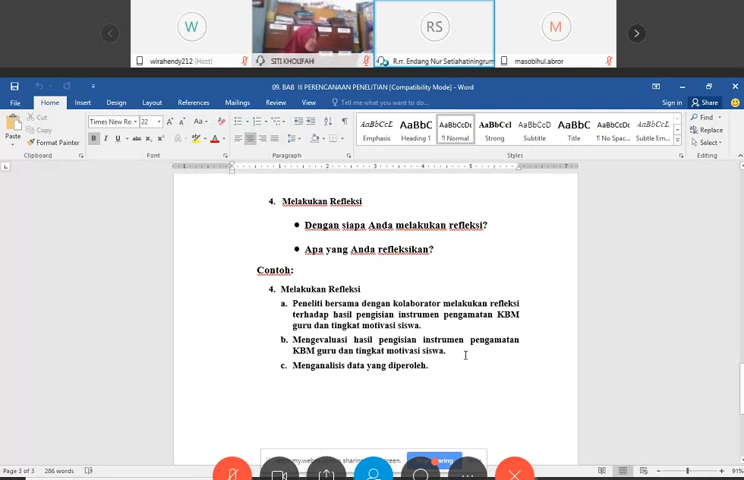 W
RS
M
wirahendy212 (Host)
SITI KHOLIFAH
R.rr. Endang Nur Setiahatiningrum
masobihul.abror
09. BAB III PERENCANAAN PENELITIAN [Compatibility Mode] - Word
File Home Insert Design Layout References Mailings Review View Tell me what you want to do... Sign in Share
Cut
Copy
Format Painter
Paste
Times New Ro 22
Clipboard Font Paragraph Styles Editing
Emphasis Heading 1 ¶ Normal Strong Subtitle Title ¶ No Spac... Subtle Em...
Find
Replace
Select
4. Melakukan Refleksi
• Dengan siapa Anda melakukan refleksi?
• Apa yang Anda refleksikan?
Contoh:
4. Melakukan Refleksi
a. Peneliti bersama dengan kolaborator melakukan refleksi
terhadap hasil pengisian instrumen pengamatan KBM
guru dan tingkat motivasi siswa.
b. Mengevaluasi hasil pengisian instrumen pengamatan
KBM guru dan tingkat motivasi siswa.
c. Menganalisis data yang diperoleh.
Page 3 of 3 286 words 91%